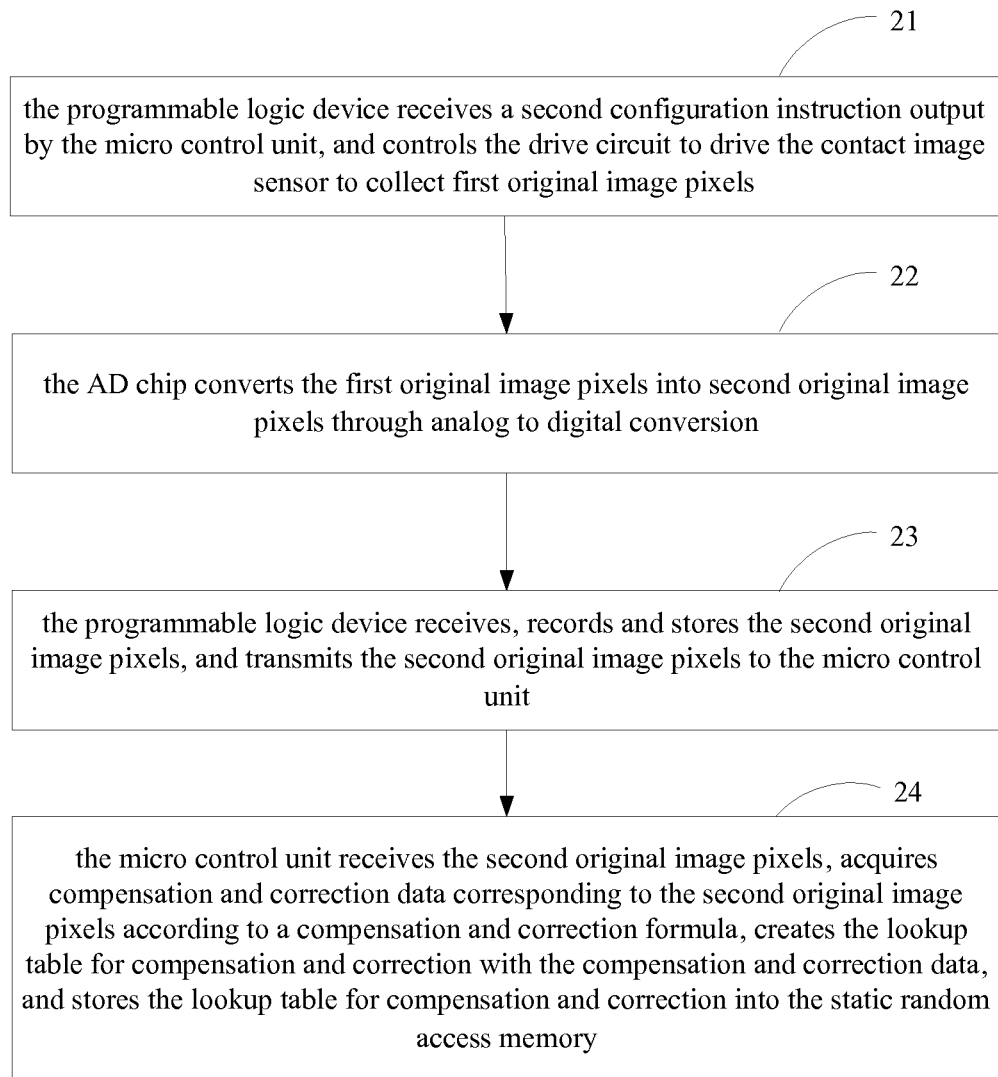 21
the programmable logic device receives a second configuration instruction output
by the micro control unit, and controls the drive circuit to drive the contact image
sensor to collect first original image pixels
22
the AD chip converts the first original image pixels into second original image
pixels through analog to digital conversion
23
the programmable logic device receives, records and stores the second original
image pixels, and transmits the second original image pixels to the micro control
unit
24
the micro control unit receives the second original image pixels, acquires
compensation and correction data corresponding to the second original image
pixels according to a compensation and correction formula, creates the lookup
table for compensation and correction with the compensation and correction data,
and stores the lookup table for compensation and correction into the static random
access memory